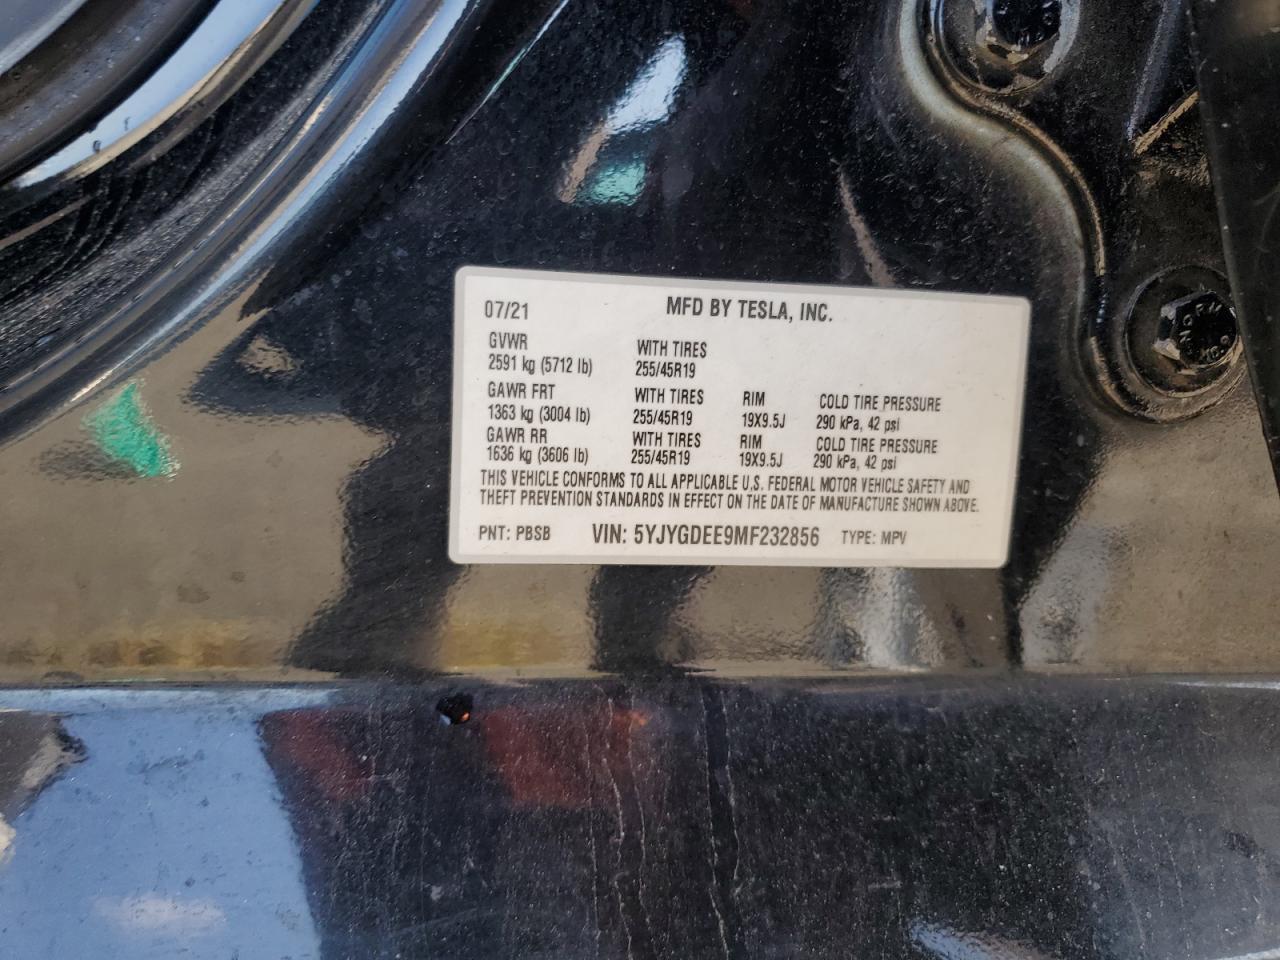 07/21 MFD BY TESLA, INC.
GVWR WITH TIRES
2591 kg (5712 lb) 255/45R19
GAWR FRT WITH TIRES RIM COLD TIRE PRESSURE
1363 kg (3004 lb) 255/45R19 19X9.5J 290 kPa, 42 psi
GAWR RR WITH TIRES RIM COLD TIRE PRESSURE
1636 kg (3606 lb) 255/45R19 19X9.5J 290 kPa, 42 psi
THIS VEHICLE CONFORMS TO ALL APPLICABLE U.S. FEDERAL MOTOR VEHICLE SAFETY AND
THEFT PREVENTION STANDARDS IN EFFECT ON THE DATE OF MANUFACTURE SHOWN ABOVE.
PNT: PBSB VIN: 5YJYGDEE9MF232856 TYPE: MPV